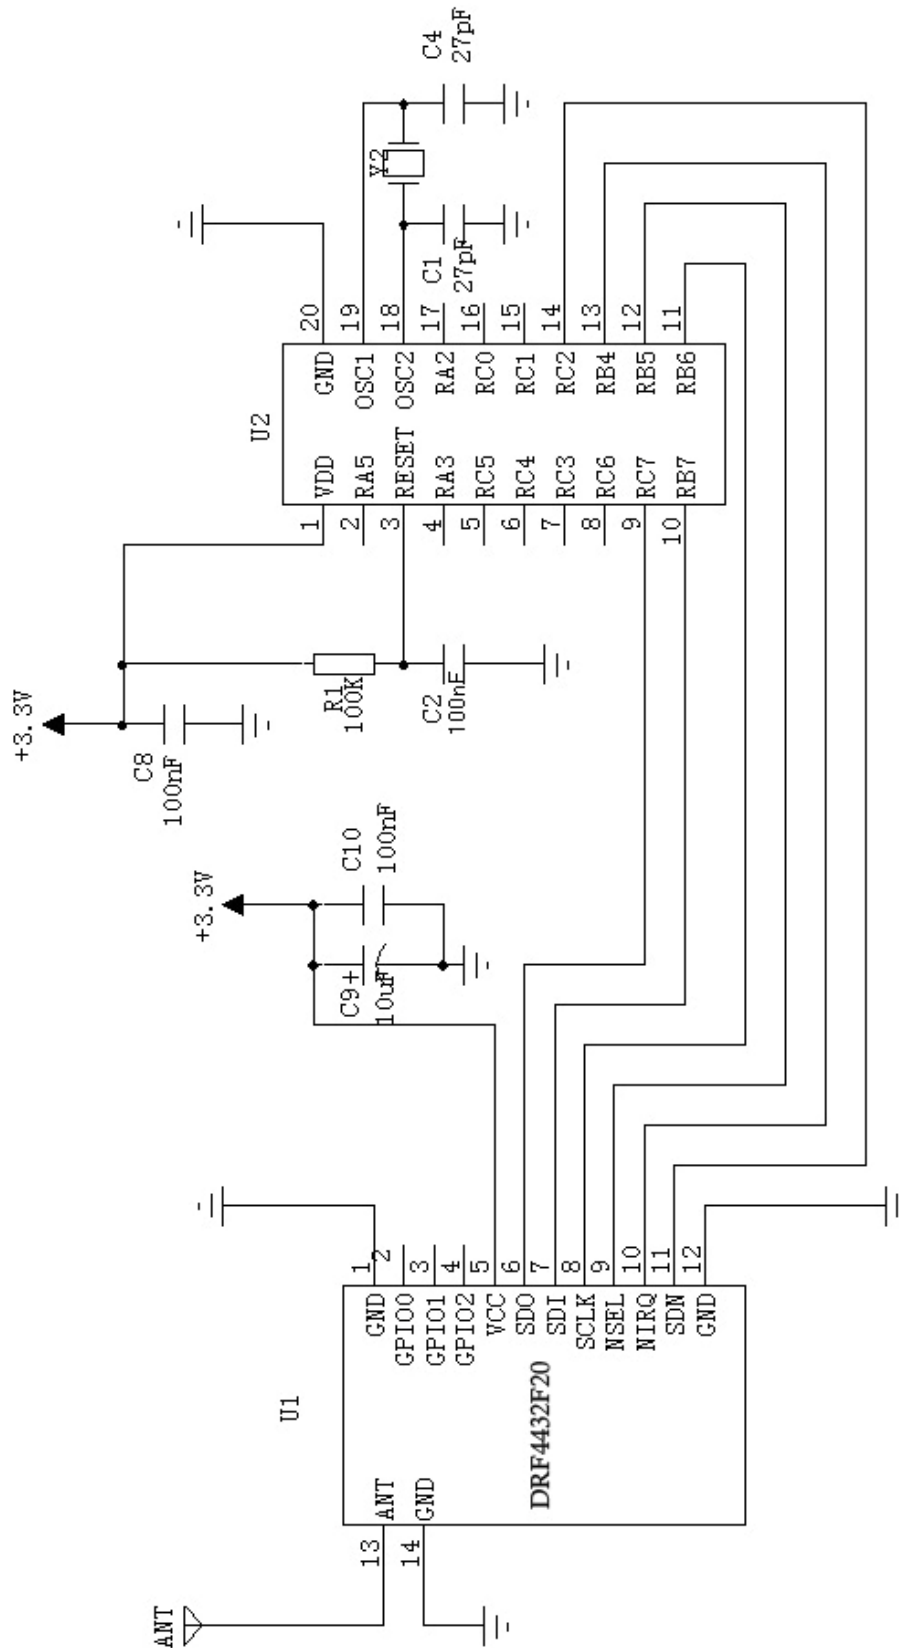 ANT
13
14
ANT
GND
U1
DRF4432F20
GND
GPIO0
GPIO1
GPIO2
VCC
SDO
SDI
SCLK
NSEL
NIRQ
SDN
GND
1
2
3
4
5
6
7
8
9
10
11
12
+3.3V
C9+
10uF
C10
100nF
+3.3V
C8
100nF
R1
100K
C2
100nF
1
2
3
4
5
6
7
8
9
10
U2
VDD
RA5
RESET
RA3
RC5
RC4
RC3
RC6
RC7
RB7
GND
OSC1
OSC2
RA2
RC0
RC1
RC2
RB4
RB5
RB6
20
19
18
17
16
15
14
13
12
11
C1
27pF
Y2
C4
27pF